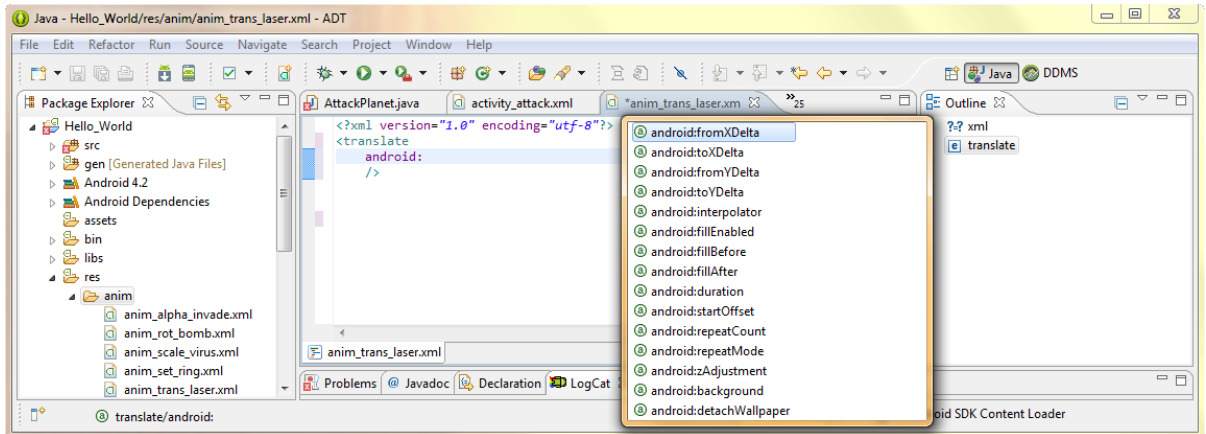 Java - Hello_World/res/anim/anim_trans_laser.xml - ADT
File Edit Refactor Run Source Navigate Search Project Window Help
Java DDMS
Package Explorer
AttackPlanet.java activity_attack.xml *anim_trans_laser.xm »25
Outline
Hello_World
src
gen [Generated Java Files]
Android 4.2
Android Dependencies
assets
bin
libs
res
anim
anim_alpha_invade.xml
anim_rot_bomb.xml
anim_scale_virus.xml
anim_set_ring.xml
anim_trans_laser.xml
<?xml version="1.0" encoding="utf-8"?>
<translate
android:
/>
anim_trans_laser.xml
Problems @ Javadoc Declaration LogCat
android:fromXDelta
android:toXDelta
android:fromYDelta
android:toYDelta
android:interpolator
android:fillEnabled
android:fillBefore
android:fillAfter
android:duration
android:startOffset
android:repeatCount
android:repeatMode
android:zAdjustment
android:background
android:detachWallpaper
?=? xml
e translate
translate/android:
oid SDK Content Loader